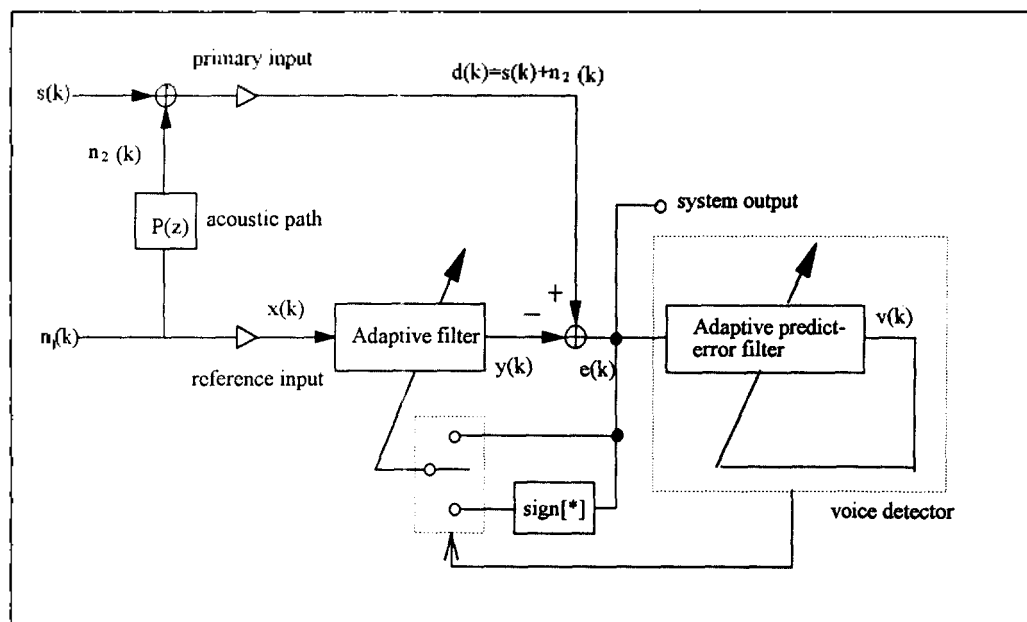 primary input
d(k)=s(k)+n₂ (k)
s(k)
n₂ (k)
system output
P(z)
acoustic path
+
x(k)
−
v(k)
n₁(k)
Adaptive filter
Adaptive predict-
error filter
y(k)
e(k)
reference input
sign[*]
voice detector